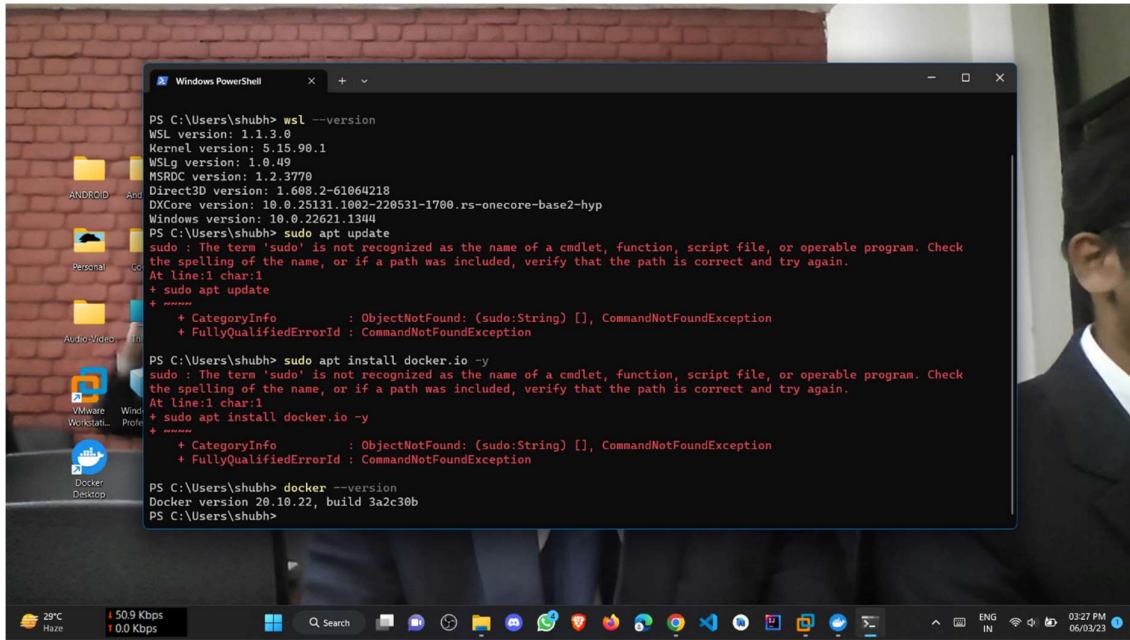 Windows PowerShell
PS C:\Users\shubh> wsl --version
WSL version: 1.1.3.0
Kernel version: 5.15.90.1
WSLg version: 1.0.49
MSRDC version: 1.2.3770
Direct3D version: 1.608.2-61064218
DXCore version: 10.0.25131.1002-220531-1700.rs-onecore-base2-hyp
Windows version: 10.0.22621.1344
PS C:\Users\shubh> sudo apt update
sudo : The term 'sudo' is not recognized as the name of a cmdlet, function, script file, or operable program. Check
the spelling of the name, or if a path was included, verify that the path is correct and try again.
At line:1 char:1
+ sudo apt update
+ ~~~~
+ CategoryInfo : ObjectNotFound: (sudo:String) [], CommandNotFoundException
+ FullyQualifiedErrorId : CommandNotFoundException
PS C:\Users\shubh> sudo apt install docker.io -y
sudo : The term 'sudo' is not recognized as the name of a cmdlet, function, script file, or operable program. Check
the spelling of the name, or if a path was included, verify that the path is correct and try again.
At line:1 char:1
+ sudo apt install docker.io -y
+ ~~~~
+ CategoryInfo : ObjectNotFound: (sudo:String) [], CommandNotFoundException
+ FullyQualifiedErrorId : CommandNotFoundException
PS C:\Users\shubh> docker --version
Docker version 20.10.22, build 3a2c30b
PS C:\Users\shubh>
ANDROID And
Personal Co
Audio-Video Thi
VMware Wind
Workstati... Profe
Docker
Desktop
29°C
Haze
50.9 Kbps
0.0 Kbps
Search
4
ENG
IN
03:27 PM
06/03/23
1